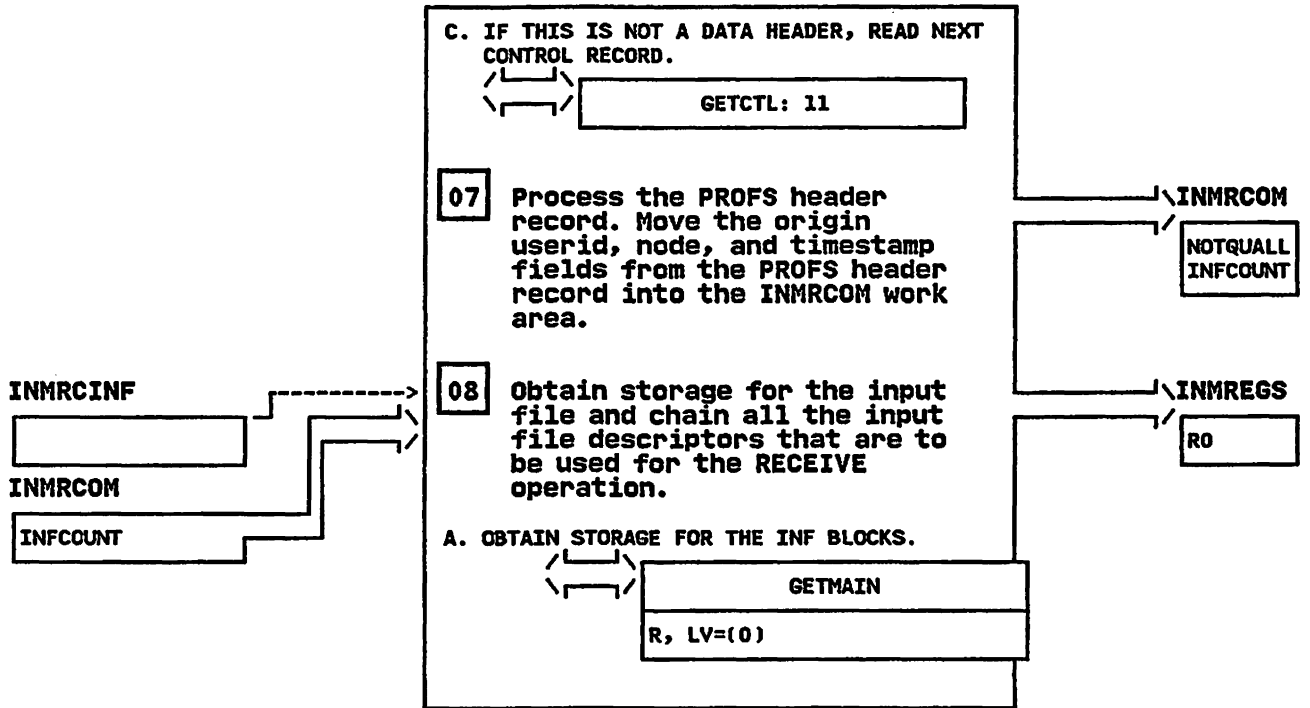 C. IF THIS IS NOT A DATA HEADER, READ NEXT
CONTROL RECORD.
GETCTL: 11
07 Process the PROFS header
record. Move the origin
userid, node, and timestamp
fields from the PROFS header
record into the INMRCOM work
area.
INMRCOM
NOTQUALL
INFCOUNT
INMRCINF
INMRCOM
INFCOUNT
08 Obtain storage for the input
file and chain all the input
file descriptors that are to
be used for the RECEIVE
operation.
INMREGS
R0
A. OBTAIN STORAGE FOR THE INF BLOCKS.
GETMAIN
R, LV=(0)